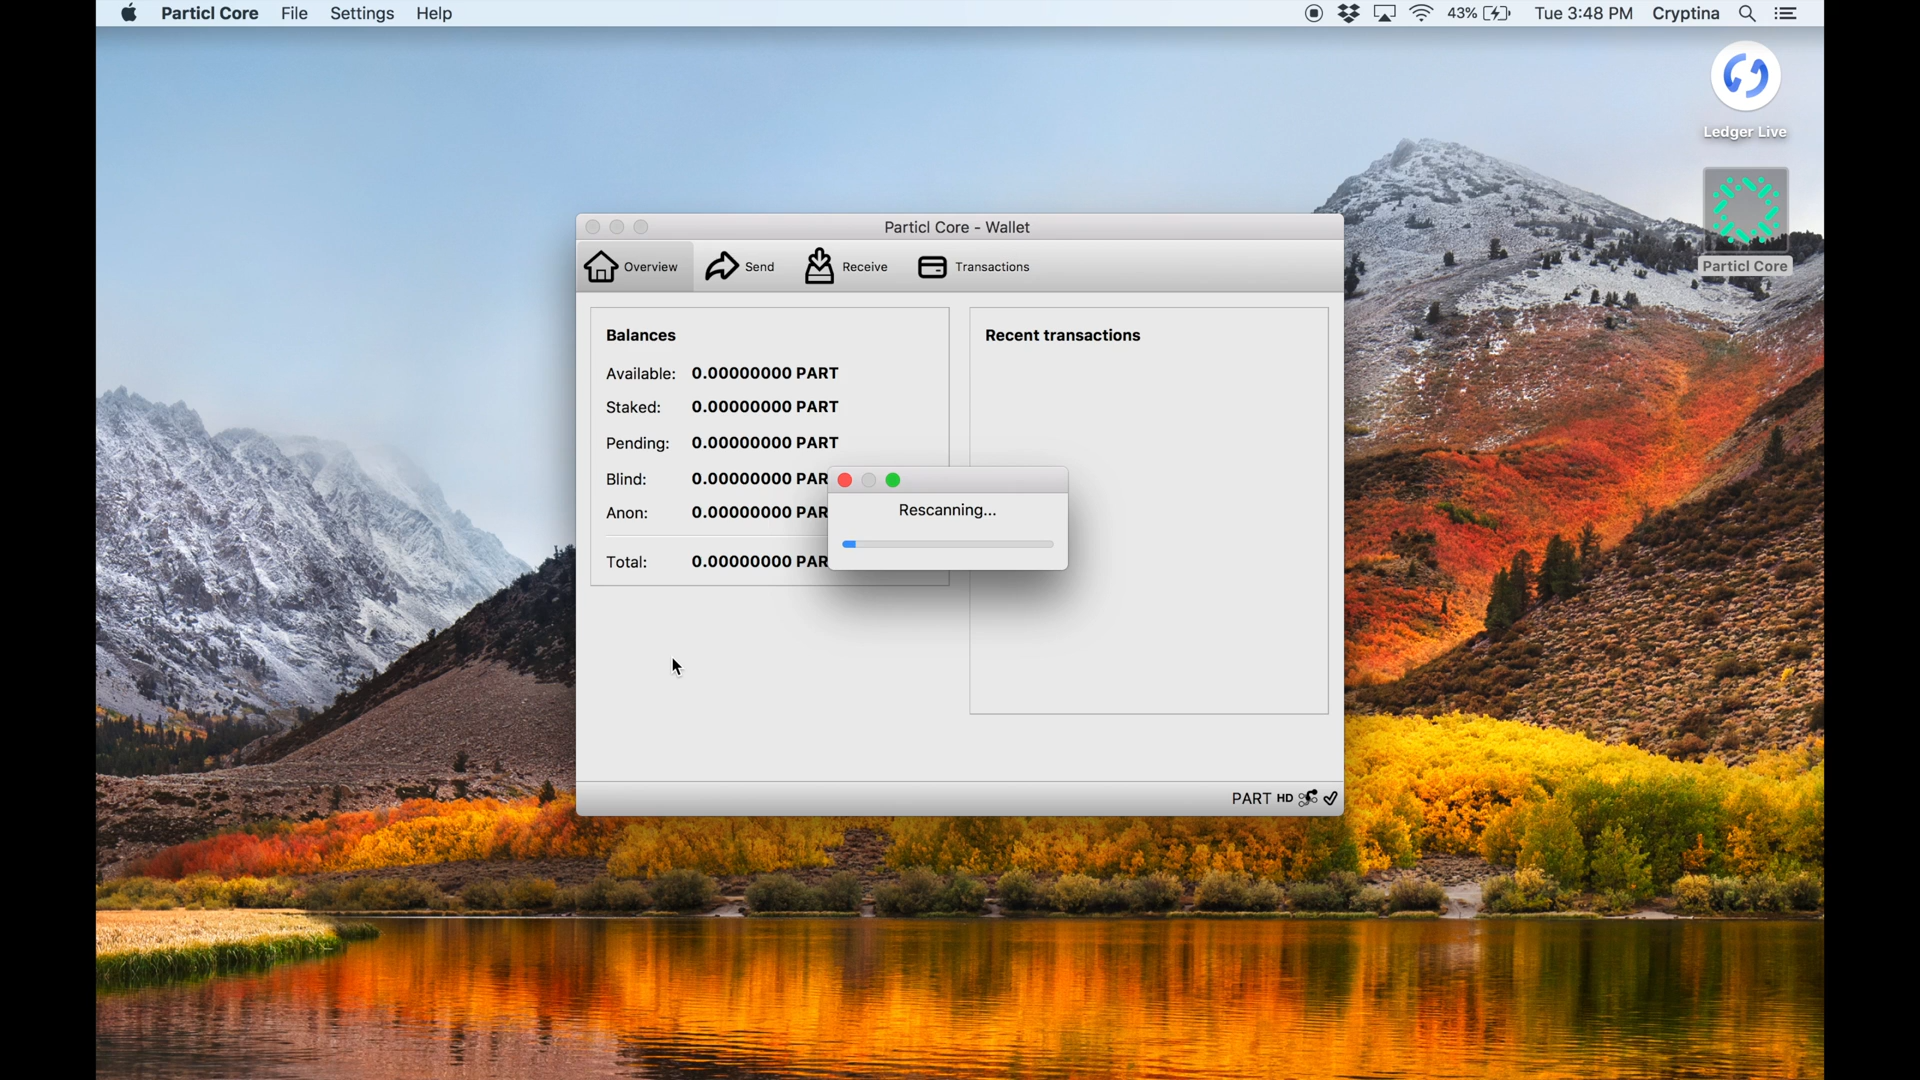 Particl Core File Settings Help 43% Tue 3:48 PM Cryptina
Ledger Live
Particl Core
Particl Core - Wallet
Overview Send Receive Transactions
Balances
Available: 0.00000000 PART
Staked: 0.00000000 PART
Pending: 0.00000000 PART
Blind: 0.00000000 PAR
Anon: 0.00000000 PAR
Total: 0.00000000 PAR
Recent transactions
Rescanning...
PART HD